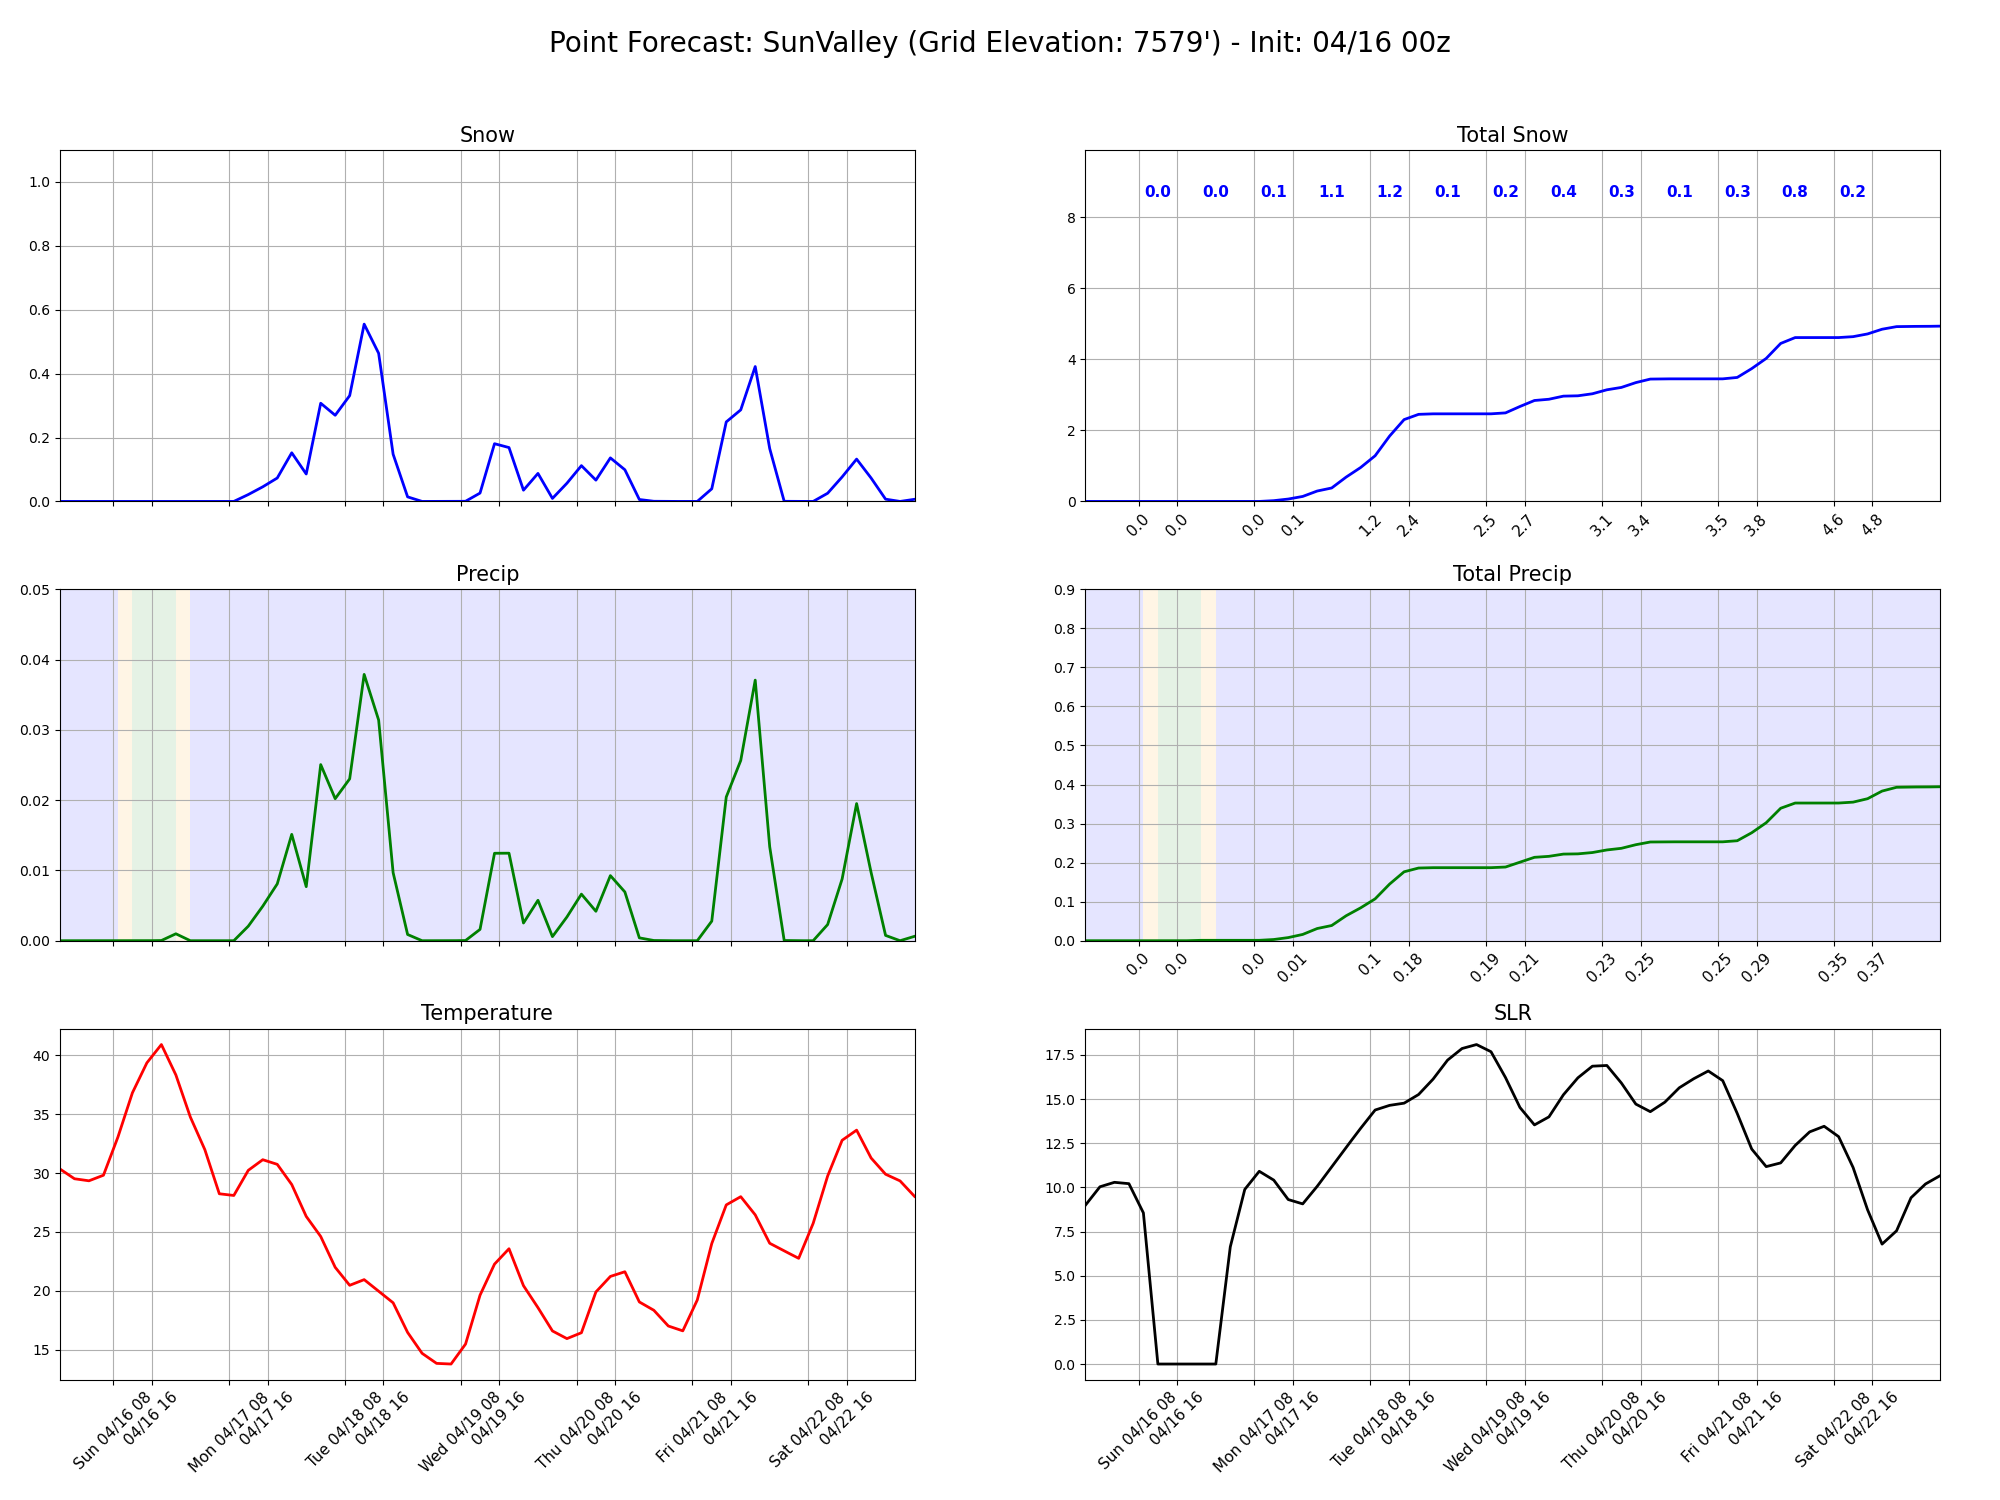 Point Forecast: SunValley (Grid Elevation: 7579') - Init: 04/16 00z
Snow
1.0
0.8
0.6
0.4
0.2
0.0
Total Snow
0.0 0.0 0.1 1.1 1.2 0.1 0.2 0.4 0.3 0.1 0.3 0.8 0.2
8
6
4
2
0
0.0 0.0 0.0 0.1 1.2 2.4 2.5 2.7 3.1 3.4 3.5 3.8 4.6 4.8
Precip
0.05
0.04
0.03
0.02
0.01
0.00
Total Precip
0.9
0.8
0.7
0.6
0.5
0.4
0.3
0.2
0.1
0.0
0.0 0.0 0.0 0.01 0.1 0.18 0.19 0.21 0.23 0.25 0.25 0.29 0.35 0.37
Temperature
40
35
30
25
20
15
Sun 04/16 08
04/16 16
Mon 04/17 08
04/17 16
Tue 04/18 08
04/18 16
Wed 04/19 08
04/19 16
Thu 04/20 08
04/20 16
Fri 04/21 08
04/21 16
Sat 04/22 08
04/22 16
SLR
17.5
15.0
12.5
10.0
7.5
5.0
2.5
0.0
Sun 04/16 08
04/16 16
Mon 04/17 08
04/17 16
Tue 04/18 08
04/18 16
Wed 04/19 08
04/19 16
Thu 04/20 08
04/20 16
Fri 04/21 08
04/21 16
Sat 04/22 08
04/22 16